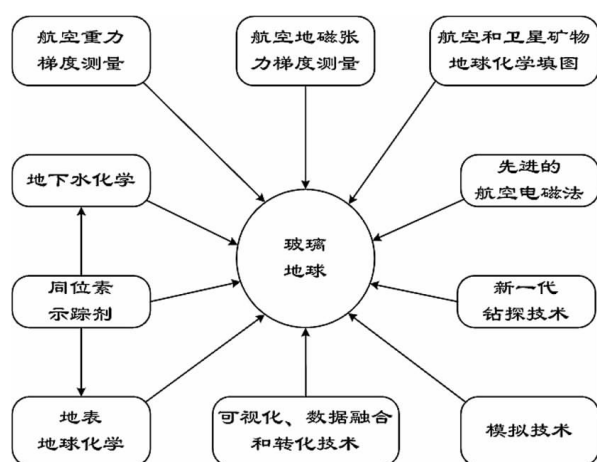 航空重力
梯度测量
航空地磁张
力梯度测量
航空和卫星矿物
地球化学填图
地下水化学
先进的
航空电磁法
玻璃
地球
同位素
示踪剂
新一代
钻探技术
地表
地球化学
可视化、数据融合
和转化技术
模拟技术